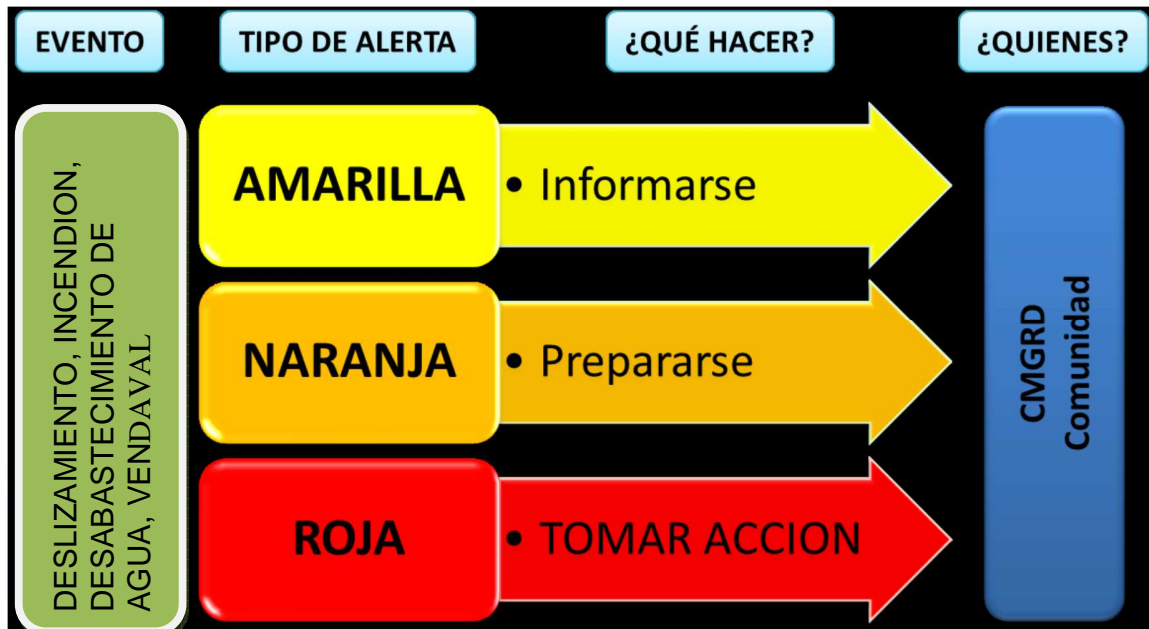 EVENTO
TIPO DE ALERTA
¿QUÉ HACER?
¿QUIENES?
DESLIZAMIENTO, INCENDION,
DESABASTECIMIENTO DE
AGUA, VENDAVAL
AMARILLA
• Informarse
NARANJA
• Prepararse
ROJA
• TOMAR ACCION
CMGRD
Comunidad